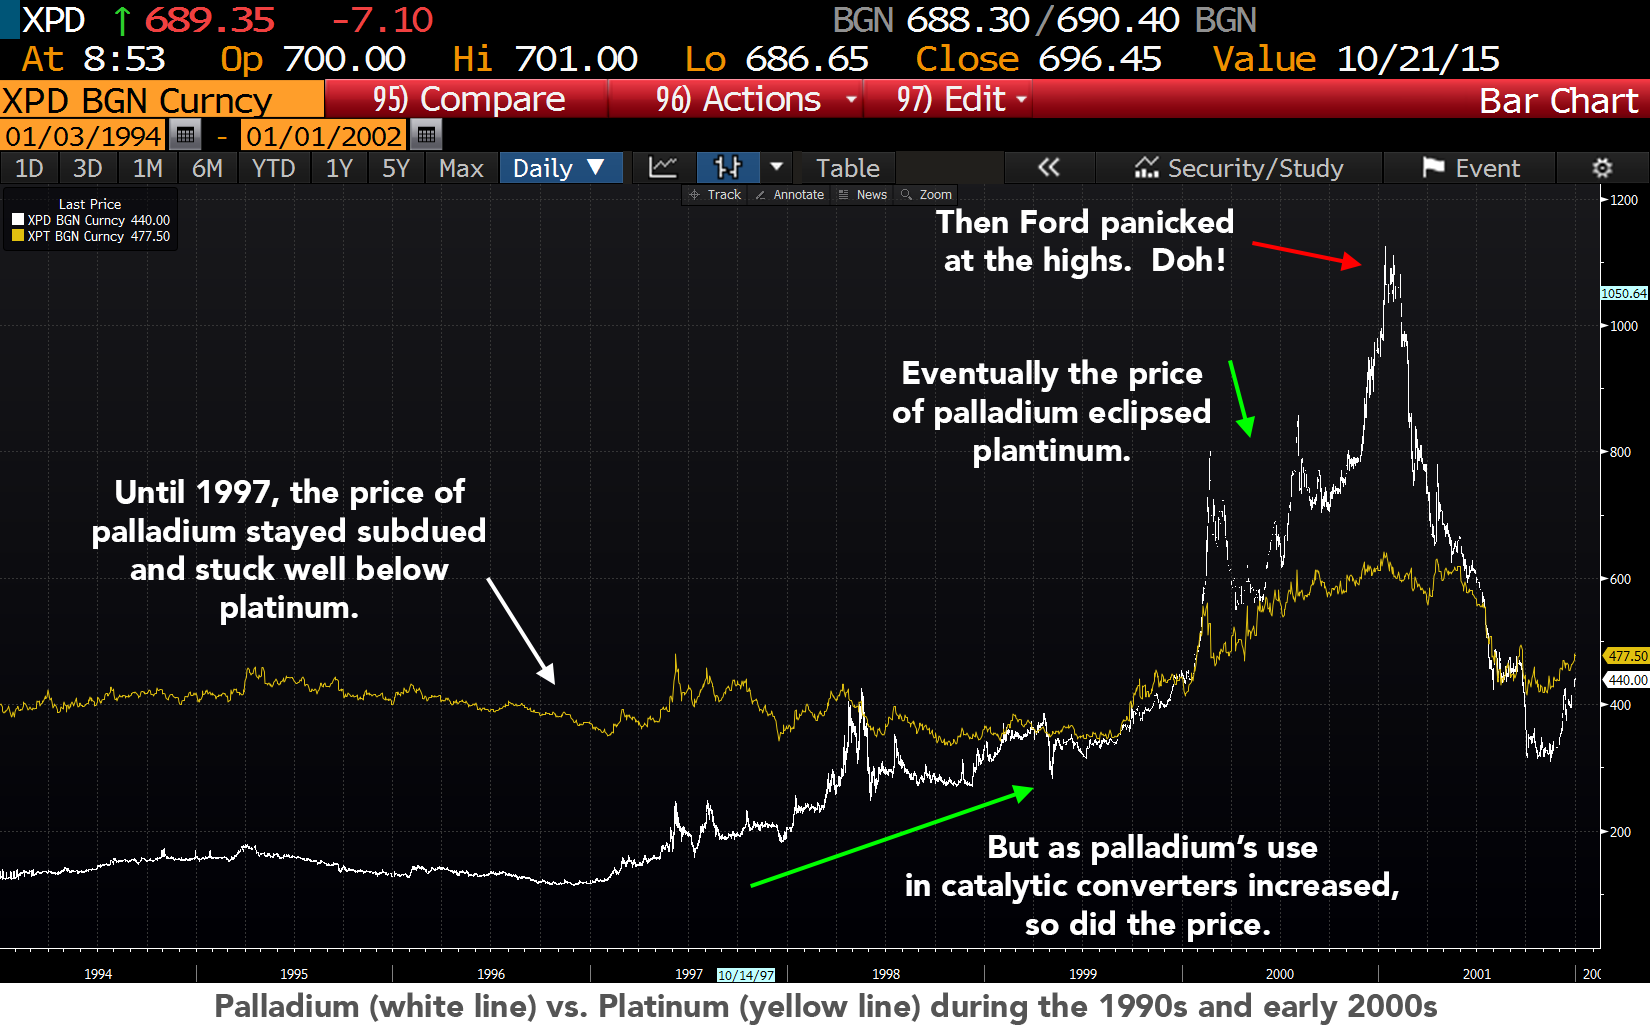 XPD ↑ 689.35 -7.10 BGN 688.30/690.40 BGN
At 8:53 Op 700.00 Hi 701.00 Lo 686.65 Close 696.45 Value 10/21/15
XPD BGN Curncy 95) Compare 96) Actions 97) Edit Bar Chart
01/03/1994 - 01/01/2002
1D 3D 1M 6M YTD 1Y 5Y Max Daily ▼ Table « Security/Study Event
Track Annotate News Zoom
Last Price
XPD BGN Curncy 440.00
XPT BGN Curncy 477.50
Then Ford panicked
at the highs. Doh!
Eventually the price
of palladium eclipsed
plantinum.
Until 1997, the price of
palladium stayed subdued
and stuck well below
platinum.
But as palladium's use
in catalytic converters increased,
so did the price.
1200
1050.64
1000
800
600
477.50
440.00
400
200
1994 1995 1996 1997 10/14/97 1998 1999 2000 2001 200
Palladium (white line) vs. Platinum (yellow line) during the 1990s and early 2000s